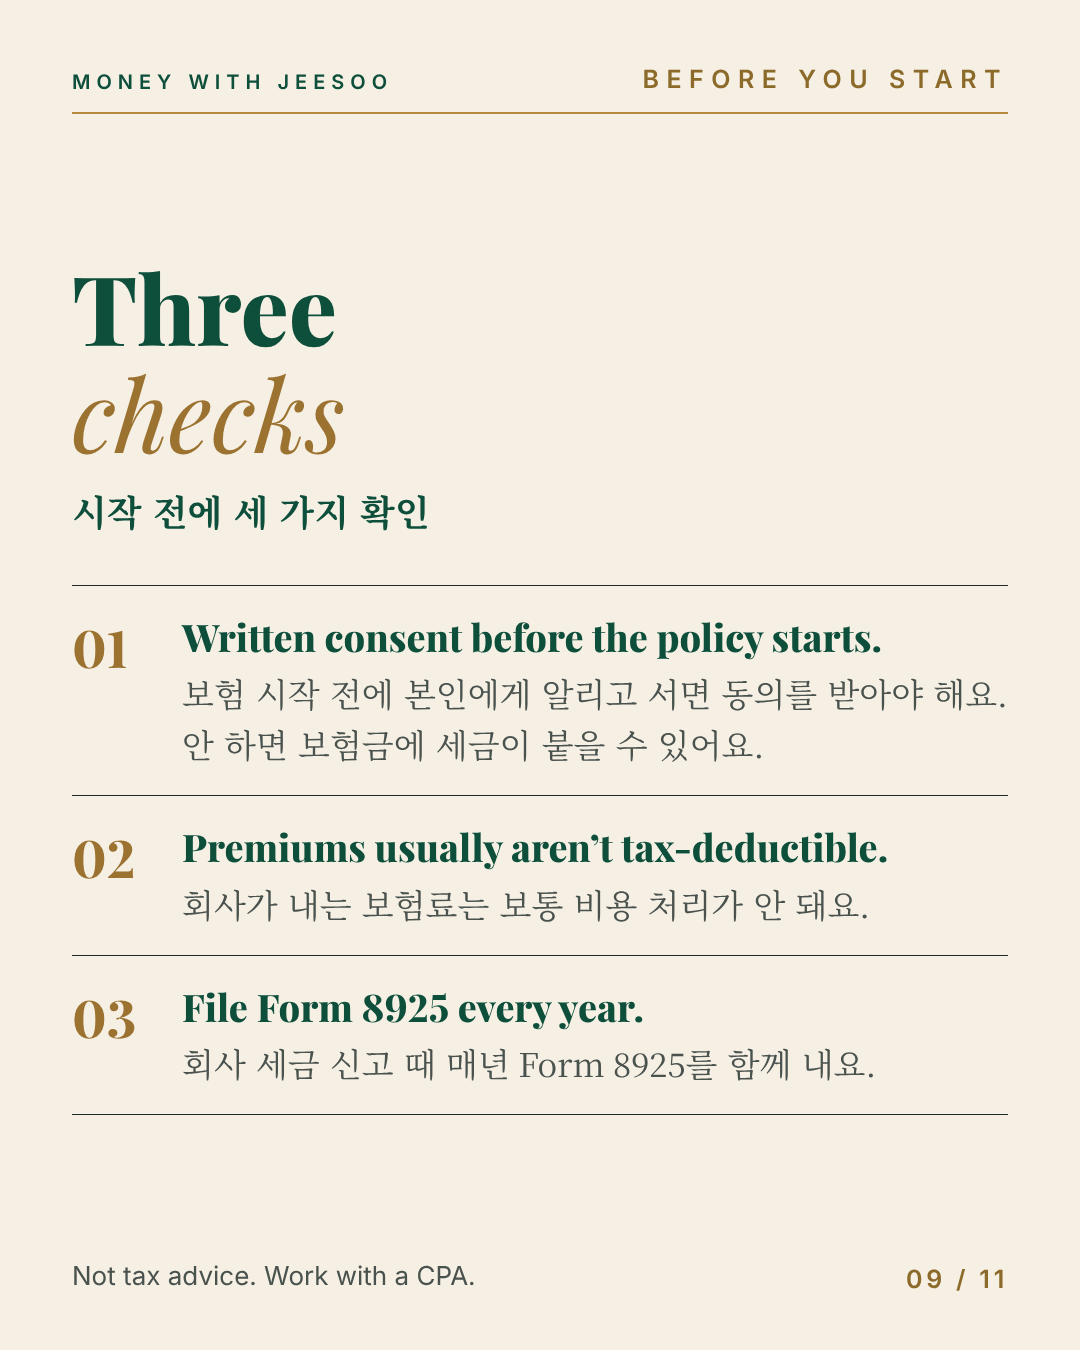 MONEY WITH JEESOO
BEFORE YOU START
Three
checks
시작 전에 세 가지 확인
01
Written consent before the policy starts.
보험 시작 전에 본인에게 알리고 서면 동의를 받아야 해요.
안 하면 보험금에 세금이 붙을 수 있어요.
02
Premiums usually aren’t tax-deductible.
회사가 내는 보험료는 보통 비용 처리가 안 돼요.
03
File Form 8925 every year.
회사 세금 신고 때 매년 Form 8925를 함께 내요.
Not tax advice. Work with a CPA.
09 / 11